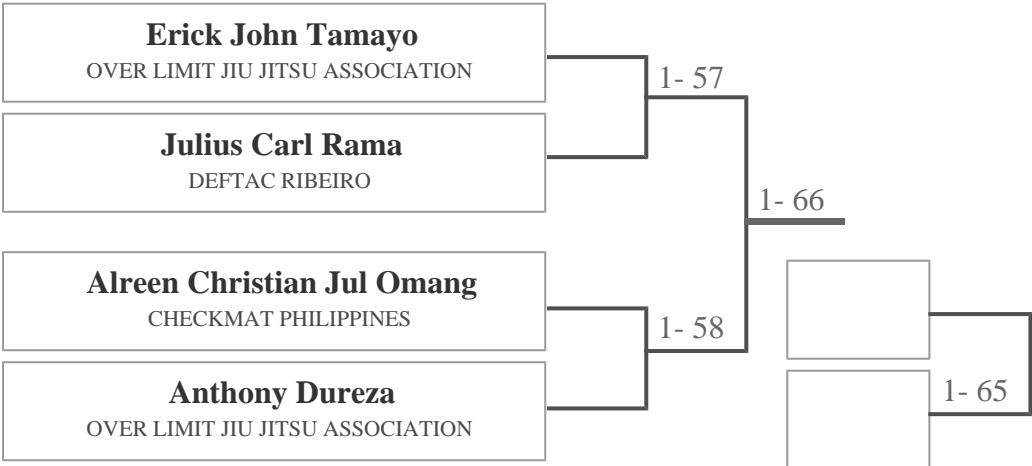 Erick John Tamayo
OVER LIMIT JIU JITSU ASSOCIATION
1- 57
Julius Carl Rama
DEFTAC RIBEIRO
1- 66
Alreen Christian Jul Omang
CHECKMAT PHILIPPINES
1- 58
Anthony Dureza
OVER LIMIT JIU JITSU ASSOCIATION
1- 65